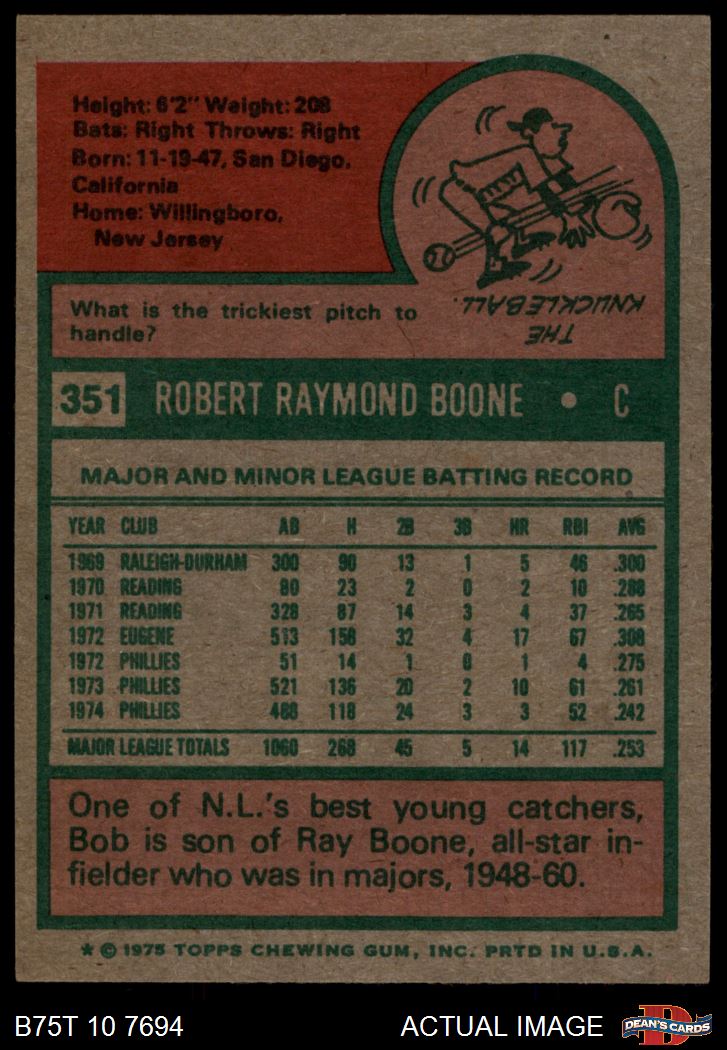 Height: 6'2" Weight: 208
Bats: Right Throws: Right
Born: 11-19-47, San Diego,
California
Home: Willingboro,
New Jersey
What is the trickiest pitch to
handle?
THE
KNUCKLEBALL.
351 ROBERT RAYMOND BOONE • C
MAJOR AND MINOR LEAGUE BATTING RECORD
YEAR CLUB AB H 2B 3B HR RBI AVG
1969 RALEIGH-DURHAM 300 90 13 1 5 46 .300
1970 READING 80 23 2 0 2 10 .288
1971 READING 328 87 14 3 4 37 .265
1972 EUGENE 513 158 32 4 17 67 .308
1972 PHILLIES 51 14 1 0 1 4 .275
1973 PHILLIES 521 136 20 2 10 61 .261
1974 PHILLIES 488 118 24 3 3 52 .242
MAJOR LEAGUE TOTALS 1060 268 45 5 14 117 .253
One of N.L.'s best young catchers,
Bob is son of Ray Boone, all-star in-
fielder who was in majors, 1948-60.
★ © 1975 TOPPS CHEWING GUM, INC. PRTD IN U.S.A.
B75T 10 7694 ACTUAL IMAGE D DEAN'S CARDS